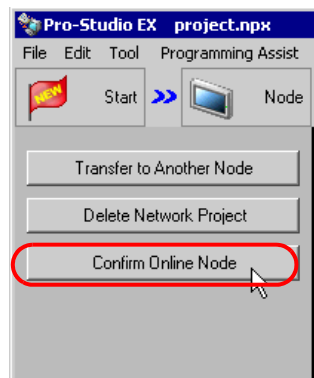 Pro-Studio EX project.npx
File Edit Tool Programming Assist
NEW Start >> Node
Transfer to Another Node
Delete Network Project
Confirm Online Node